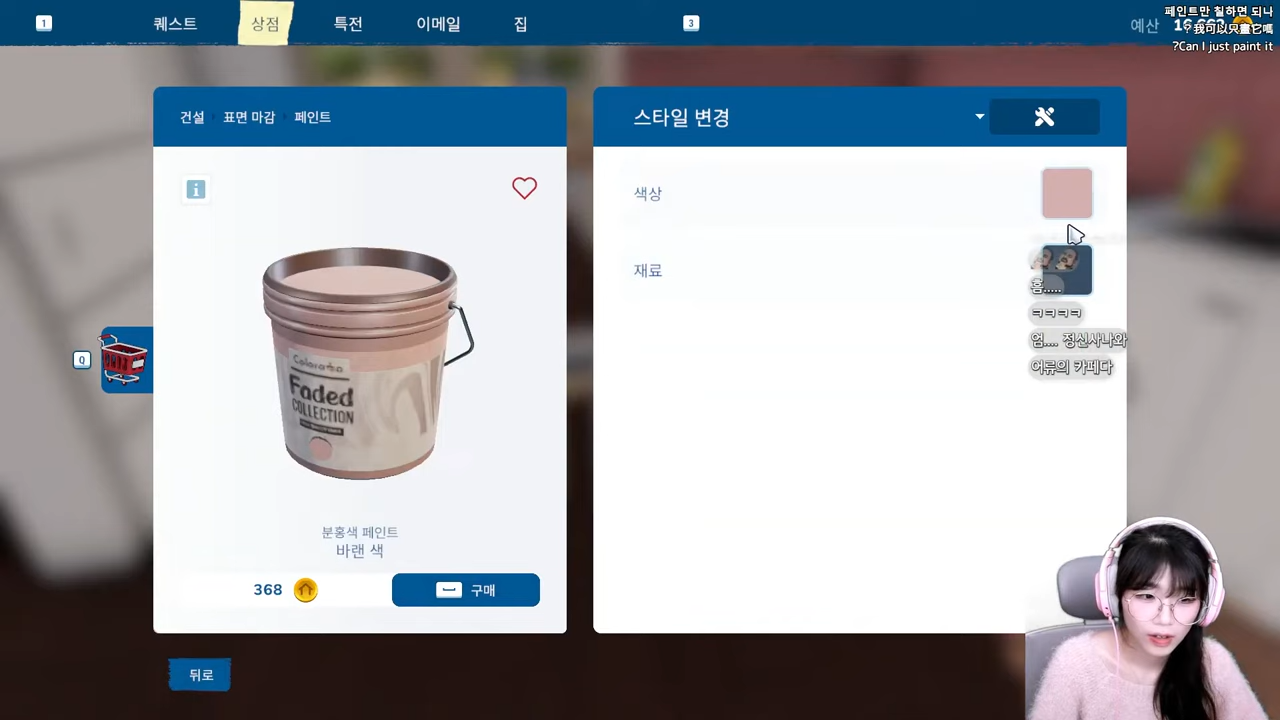 1
퀘스트
상점
특전
이메일
집
3
예산
페인트만 칠하면 되나
?我可以只畫它嗎
?Can I just paint it
건설
표면 마감
페인트
스타일 변경
색상
재료
흠.....
ㅋㅋㅋㅋ
엄.... 정신사나와
어류의 카페다
Q
Colorato
Faded
COLLECTION
분홍색 페인트
바랜 색
368
구매
뒤로